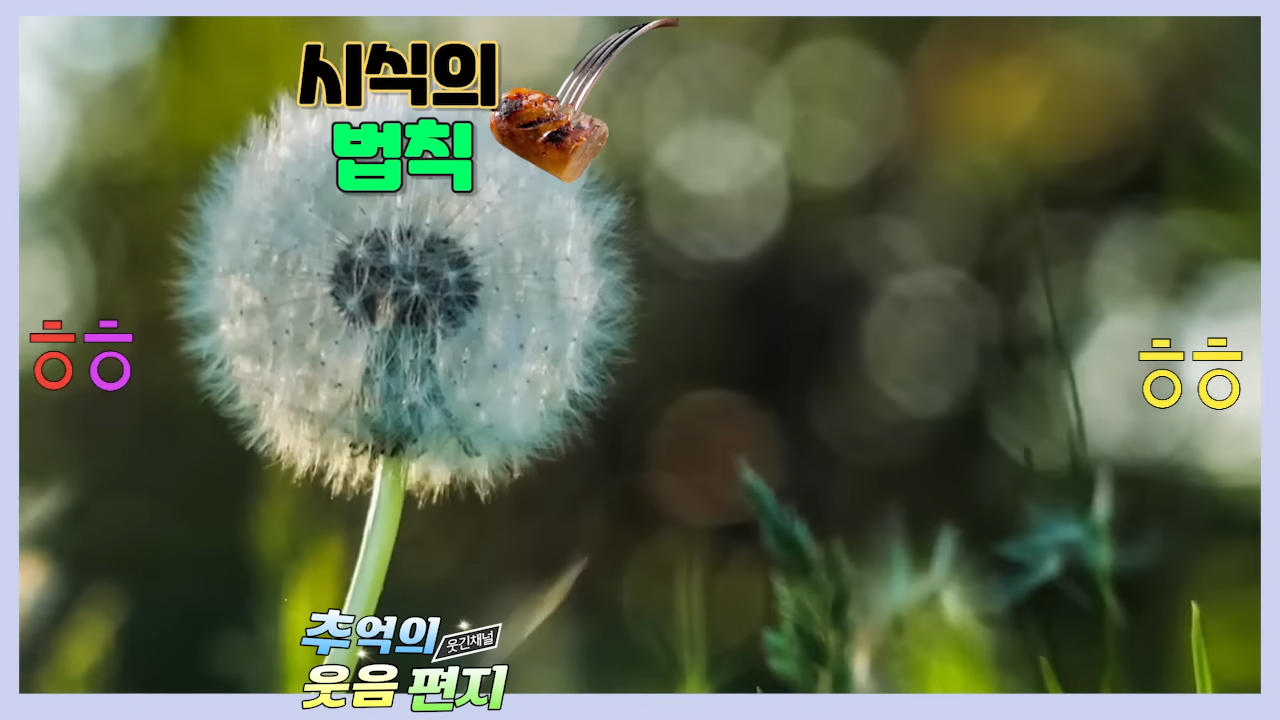 시식의
법칙
ㅎㅎ
ㅎㅎ
추억의
웃긴채널
웃음 편지